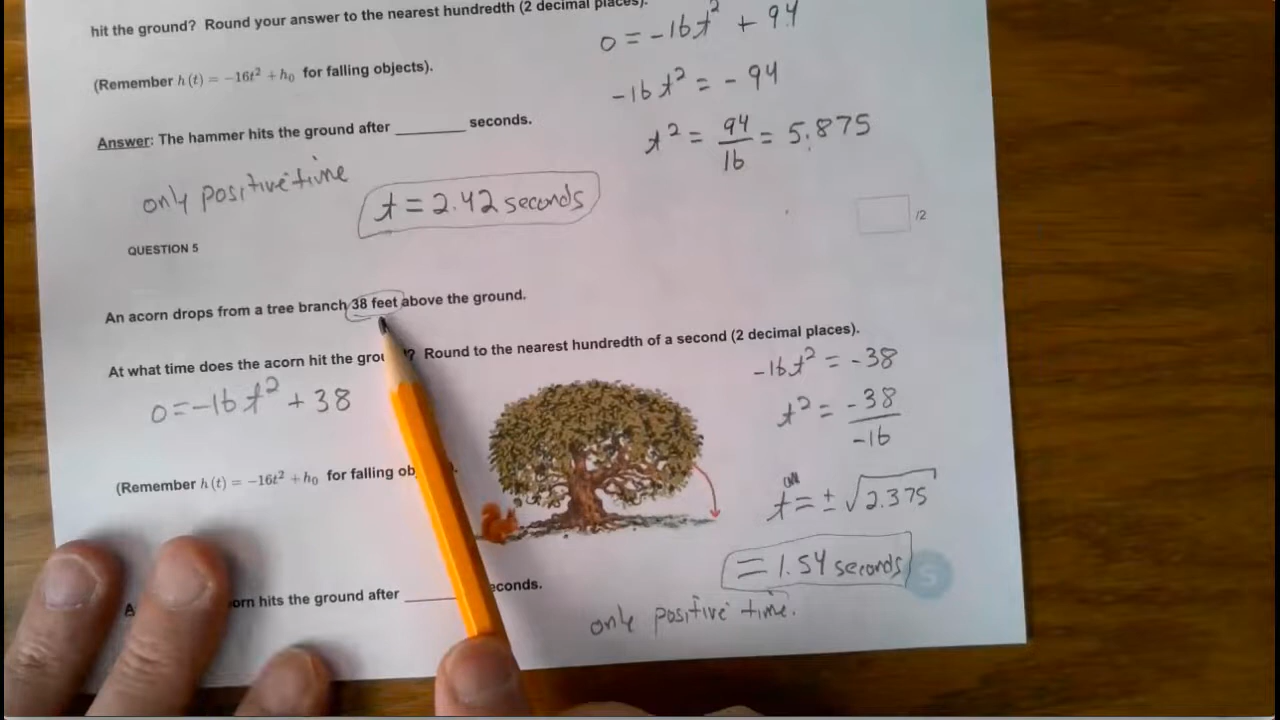 hit the ground? Round your answer to the nearest hundredth (2 decimal places).
0 = -16t² + 94
(Remember h(t) = -16t² + h₀ for falling objects).
-16t² = -94
Answer: The hammer hits the ground after ________ seconds.
t² = 94/16 = 5.875
only positive time
t = 2.42 seconds
/2
QUESTION 5
An acorn drops from a tree branch 38 feet above the ground.
At what time does the acorn hit the ? Round to the nearest hundredth of a second (2 decimal places).
0 = -16t² + 38
-16t² = -38
t² = -38/-16
(Remember h(t) = -16t² + h₀ for falling
t = ± √2.375
= 1.54 seconds
hits the ground after ______
only positive time.
S